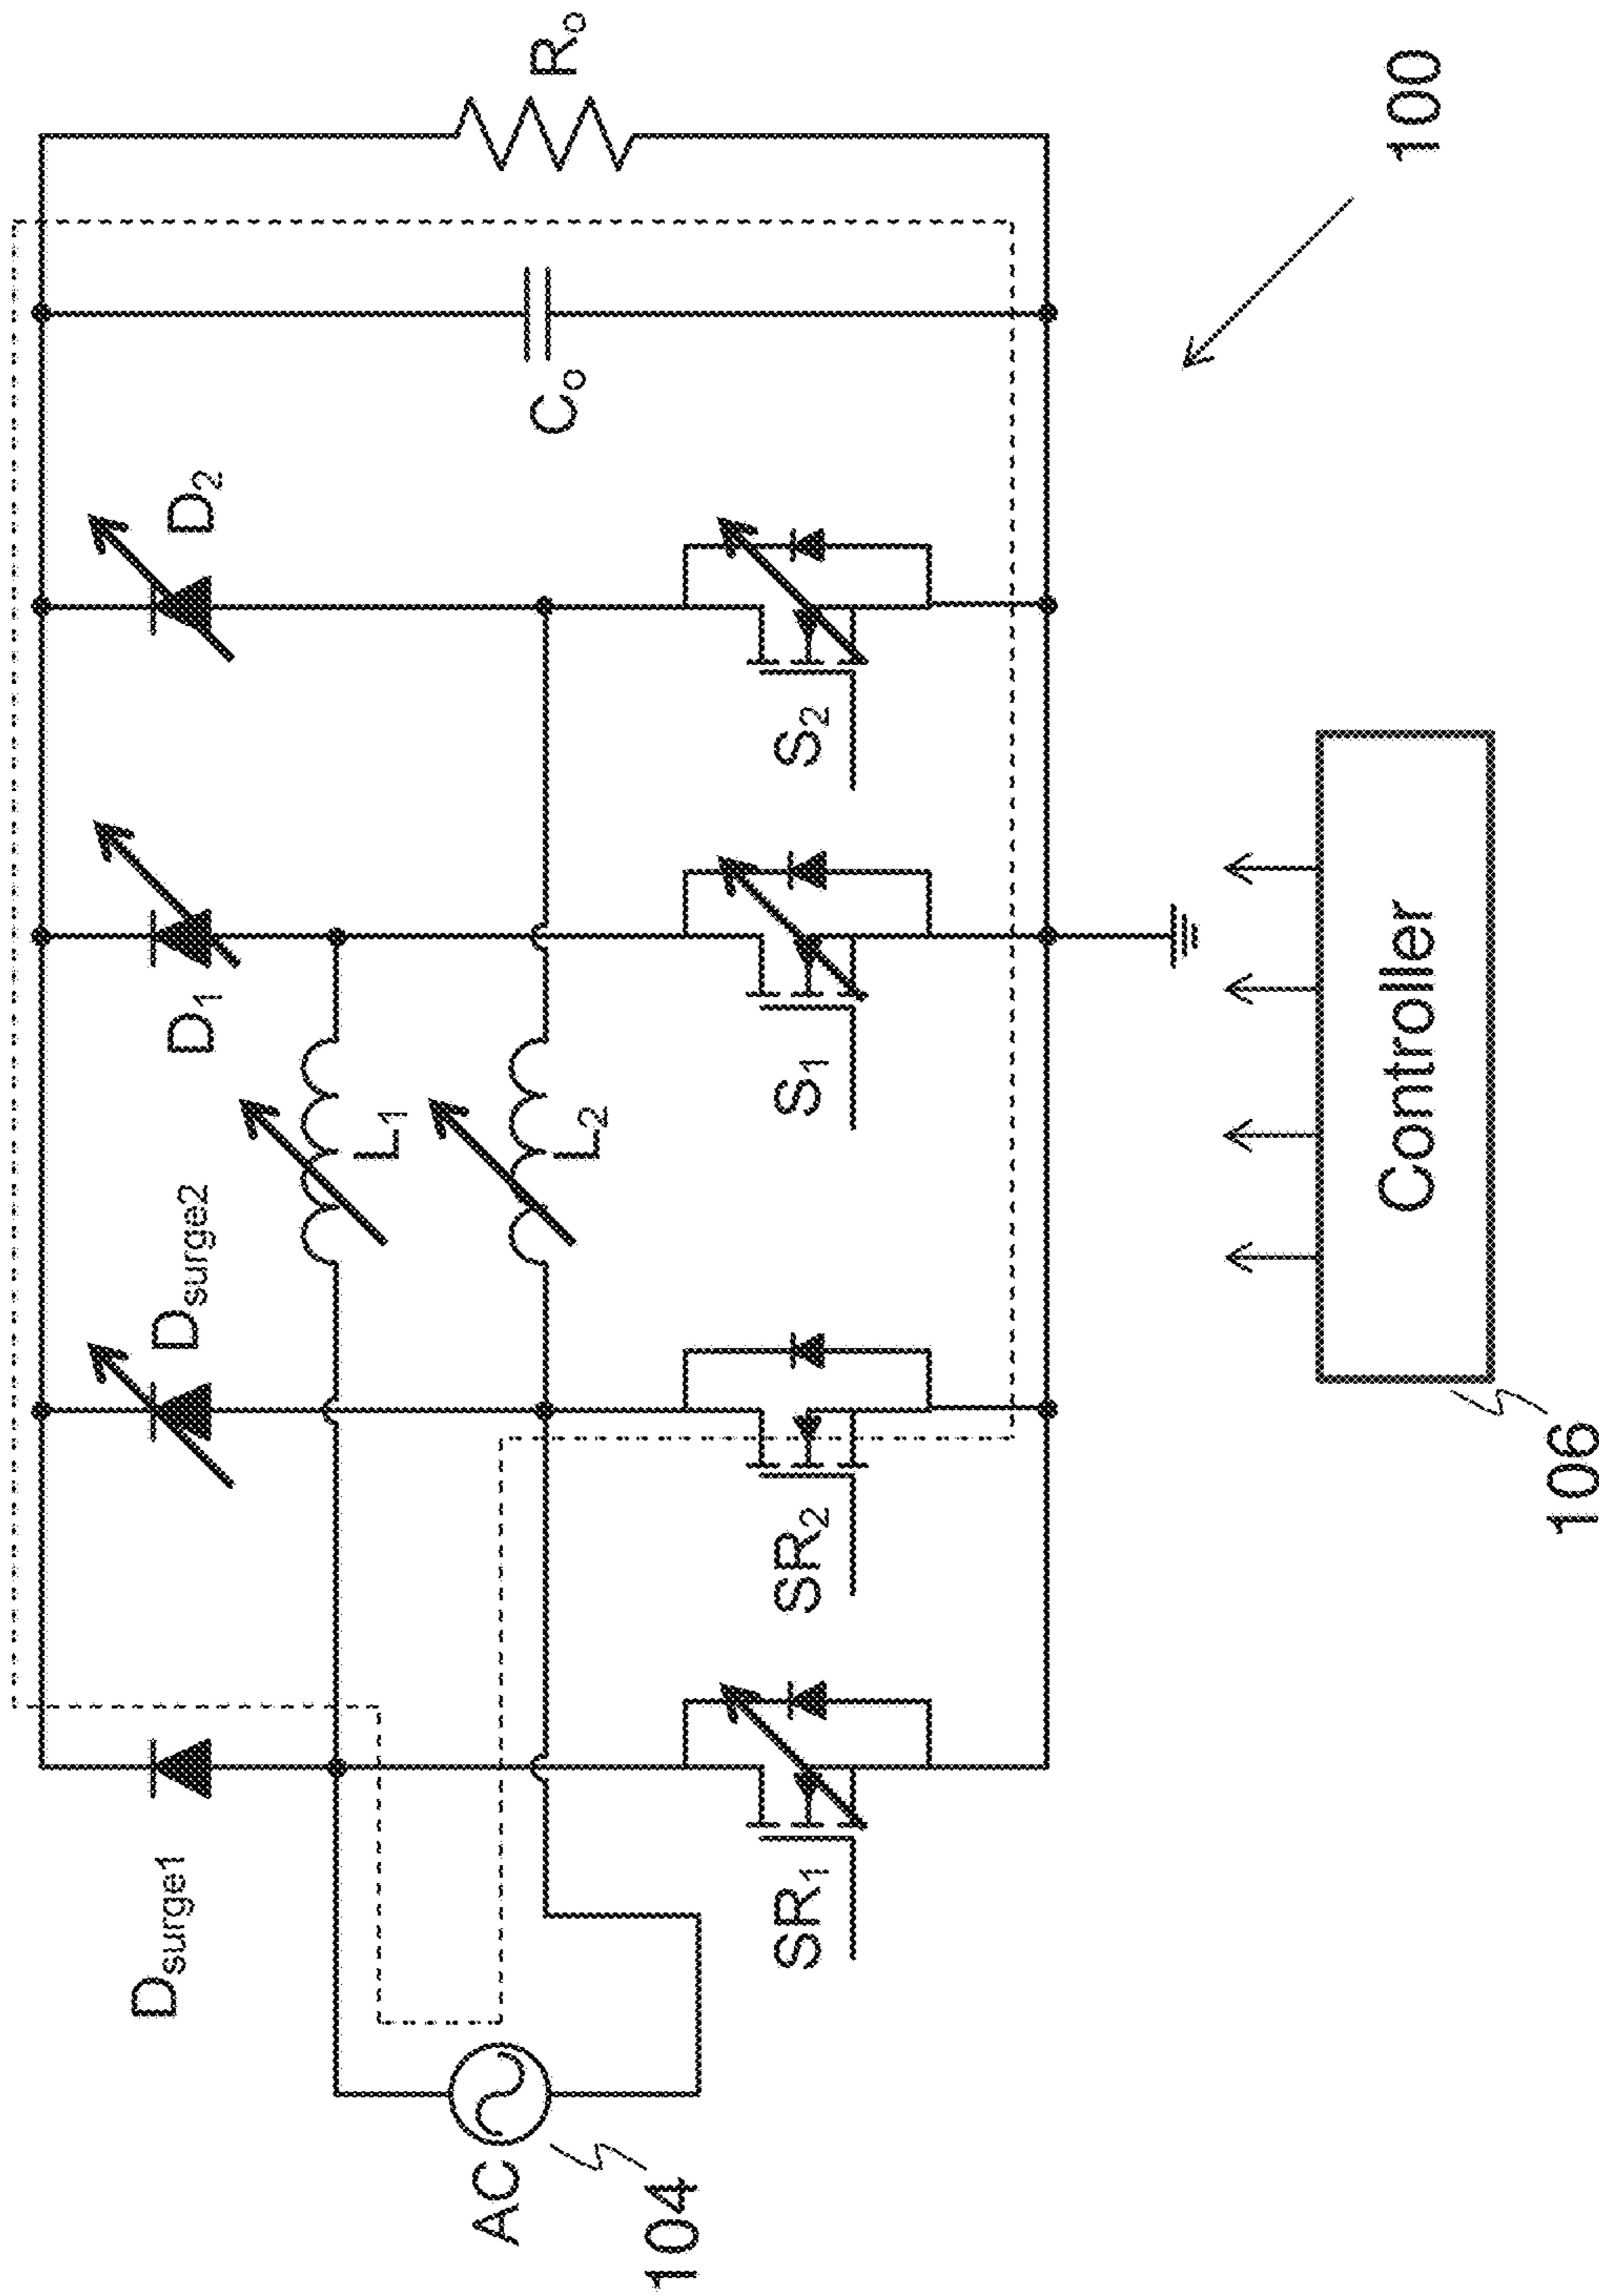 D₂
Rₒ
D₁
Dsurge2
Dsurge1
L₁
L₂
Cₒ
AC
104
SR₁
SR₂
S₁
S₂
100
Controller
106